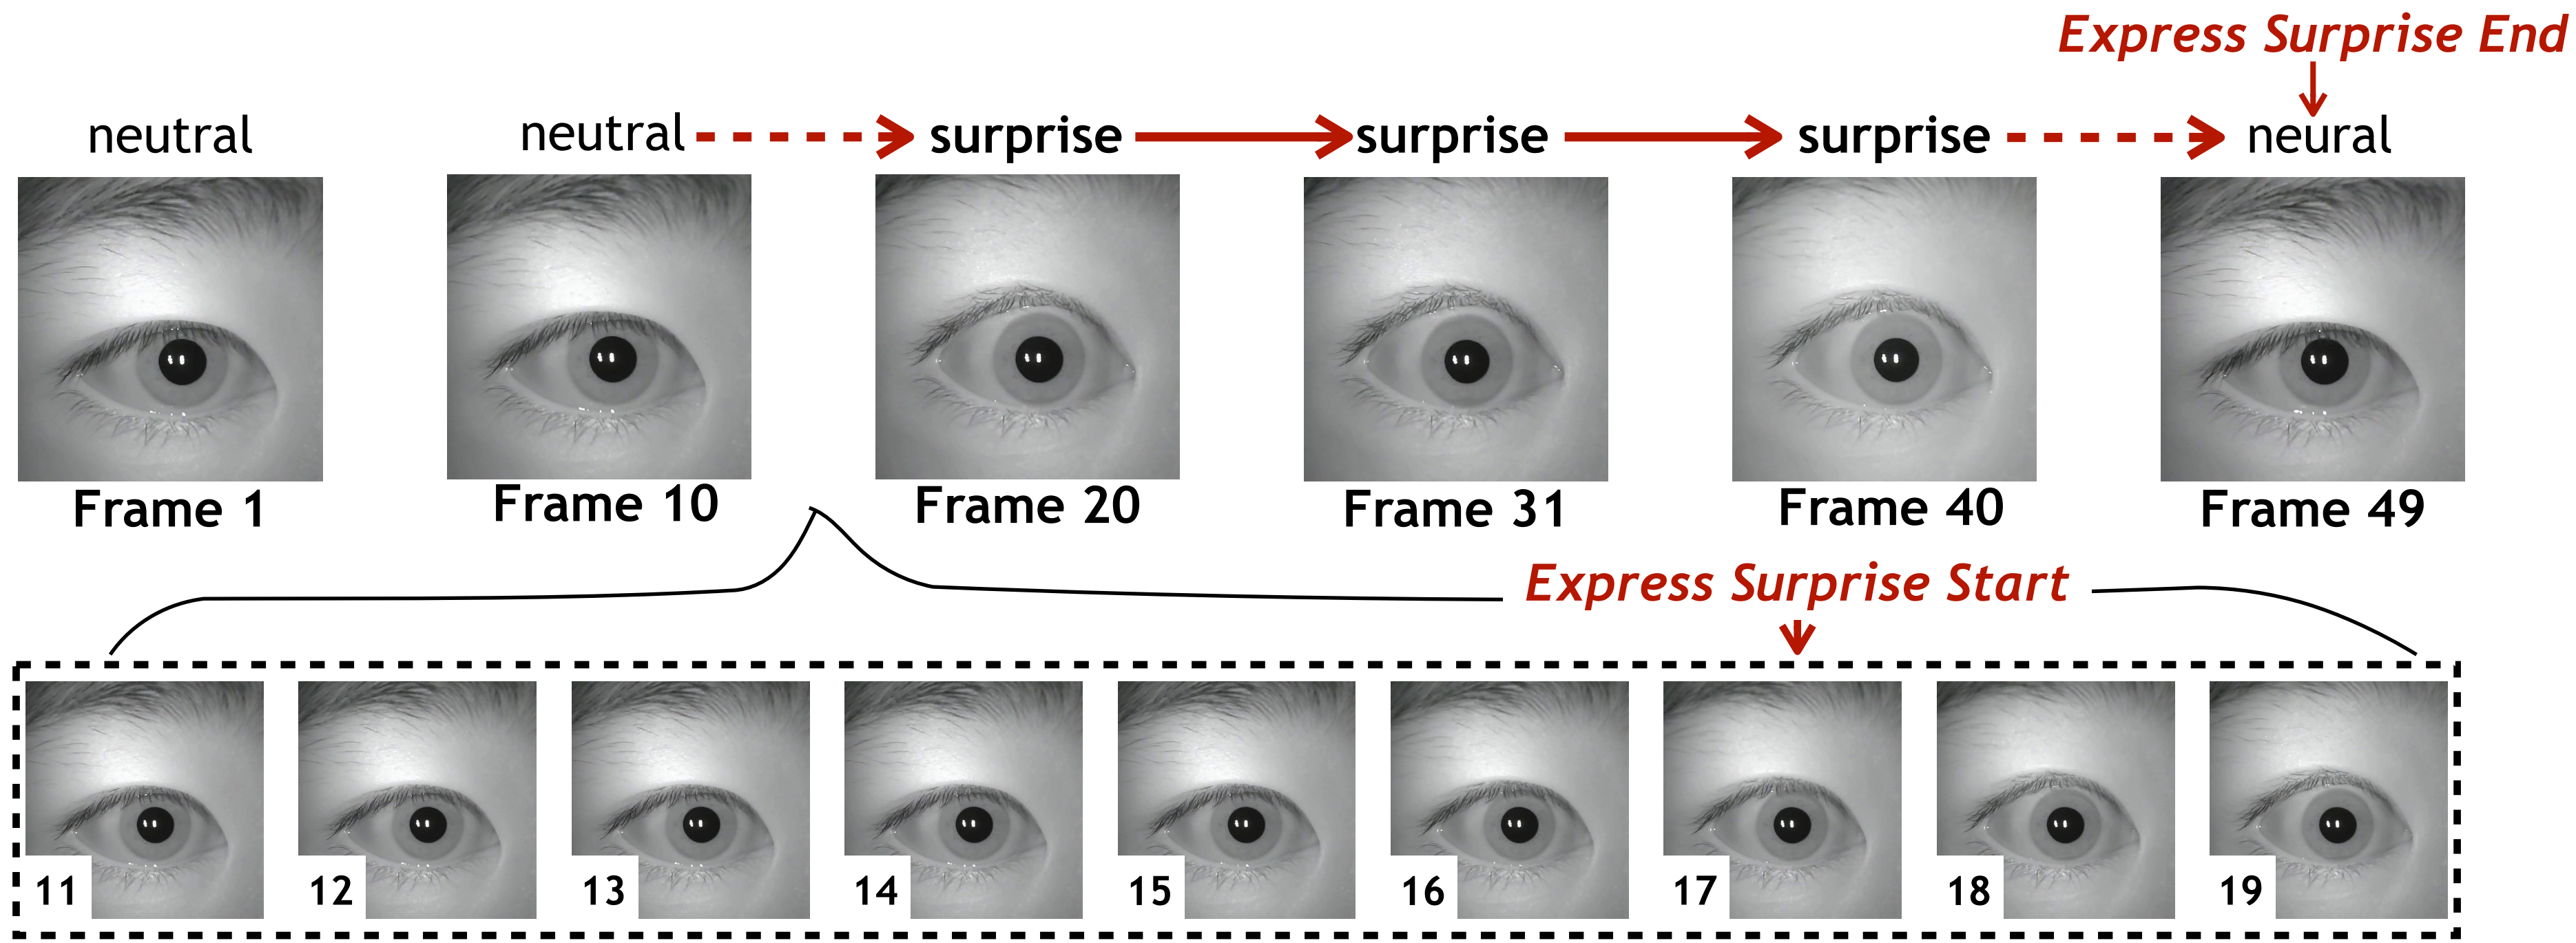 Express Surprise End
neutral
neutral
surprise
surprise
surprise
neural
Frame 1
Frame 10
Frame 20
Frame 31
Frame 40
Frame 49
Express Surprise Start
11
12
13
14
15
16
17
18
19